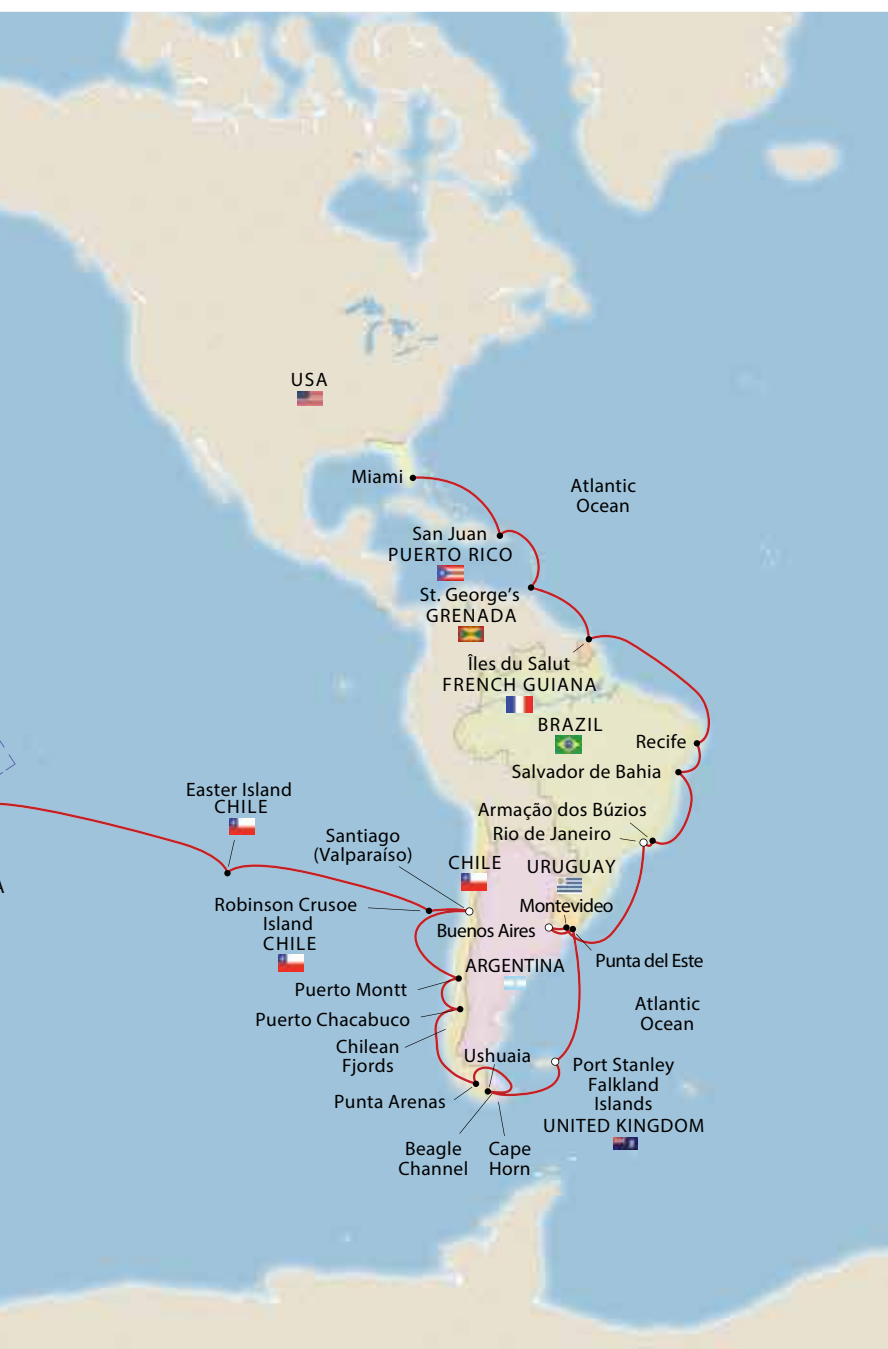 USA
Miami
Atlantic
Ocean
San Juan
PUERTO RICO
St. George's
GRENADA
Îles du Salut
FRENCH GUIANA
BRAZIL
Recife
Salvador de Bahia
Easter Island
CHILE
Armação dos Búzios
Rio de Janeiro
Santiago
(Valparaíso)
CHILE
URUGUAY
A
Robinson Crusoe
Island
CHILE
Montevideo
Buenos Aires
Punta del Este
ARGENTINA
Puerto Montt
Atlantic
Ocean
Puerto Chacabuco
Chilean
Fjords
Ushuaia
Port Stanley
Falkland
Islands
UNITED KINGDOM
Punta Arenas
Beagle
Channel
Cape
Horn